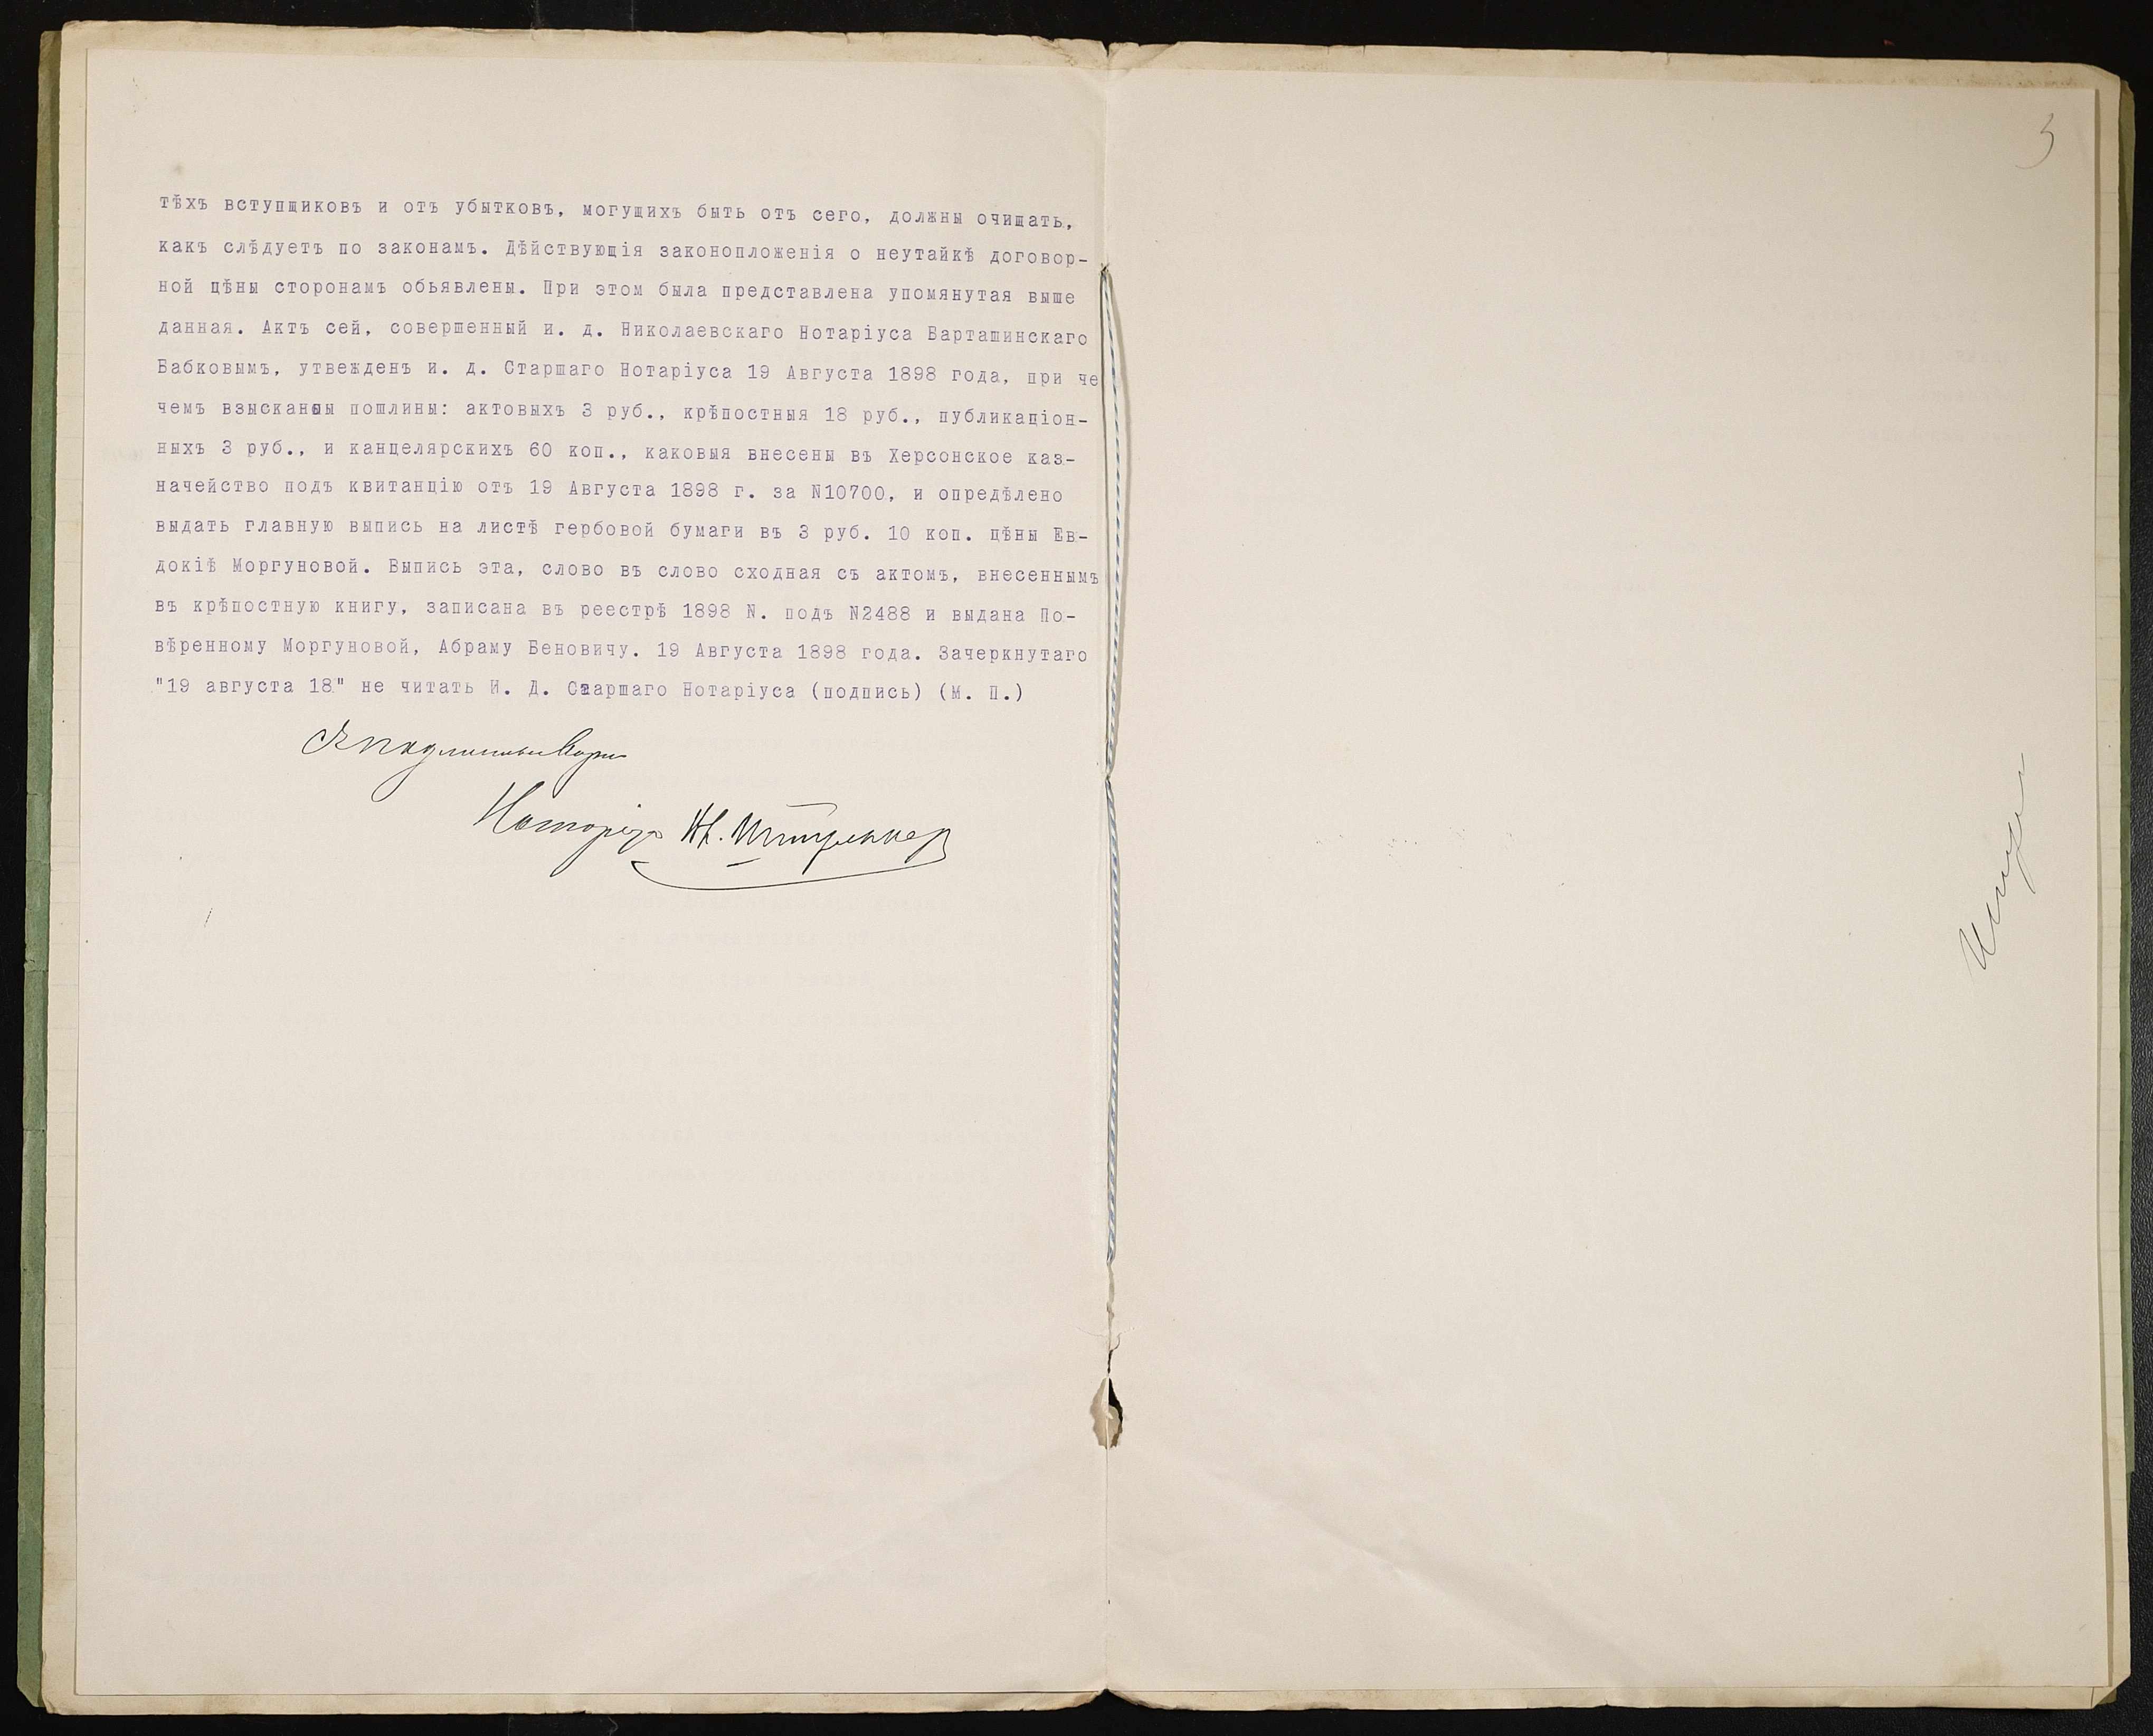 тѣхъ вступщиковъ и отъ убытковъ, могущихъ быть отъ сего, должны очищать,
какъ слѣдуетъ по законамъ. Дѣйствующія законоположенія о неутайкѣ договор-
ной цѣны сторонамъ обьявлены. При этом была представлена упомянутая выше
данная. Актъ сей, совершенный и. д. Николаевскаго Нотаріуса Варташинскаго
Бабковымъ, утвежденъ и. д. Старшаго Нотаріуса 19 Августа 1898 года, при че
чемъ взысканы пошлины: актовыхъ 3 руб., крѣпостныя 18 руб., публикаціон-
ныхъ 3 руб., и канцелярскихъ 60 коп., каковыя внесены въ Херсонское каз-
начейство подъ квитанцію отъ 19 Августа 1898 г. за N10700, и опредѣлено
выдать главную выпись на листѣ гербовой бумаги въ 3 руб. 10 коп. цѣны Ев-
докіѣ Моргуновой. Выпись эта, слово въ слово сходная съ актомъ, внесеннымъ
въ крѣпостную книгу, записана въ реестрѣ 1898 N. подъ N2488 и выдана По-
вѣренному Моргуновой, Абраму Беновичу. 19 Августа 1898 года. Зачеркнутаго
"19 августа 18" не читать И. Д. Старшаго Нотаріуса (подпись) (М. П.)
Нотаріусъ